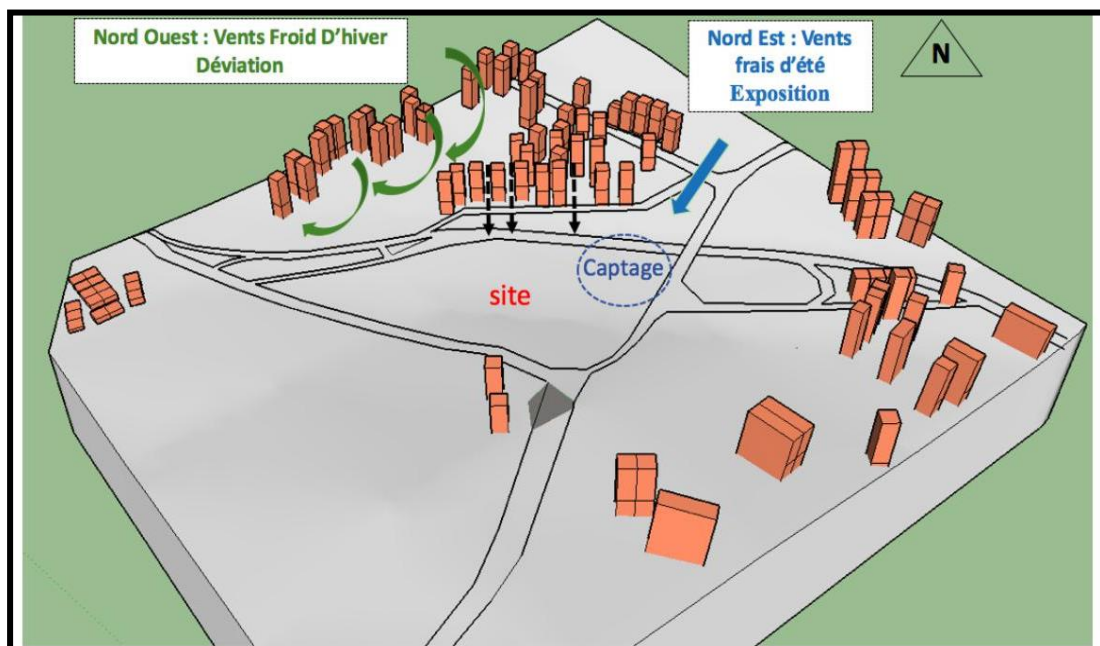 Nord Ouest : Vents Froid D’hiver
Déviation
Nord Est : Vents
frais d’été
Exposition
N
Captage
site